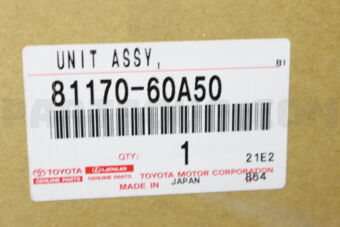 UNIT ASSY,
BI
81170-60A50
QTY:
1
21E2
TOYOTA LEXUS
GENUINE PARTS GENUINE PARTS
TOYOTA MOTOR CORPORATION
864
MADE IN JAPAN